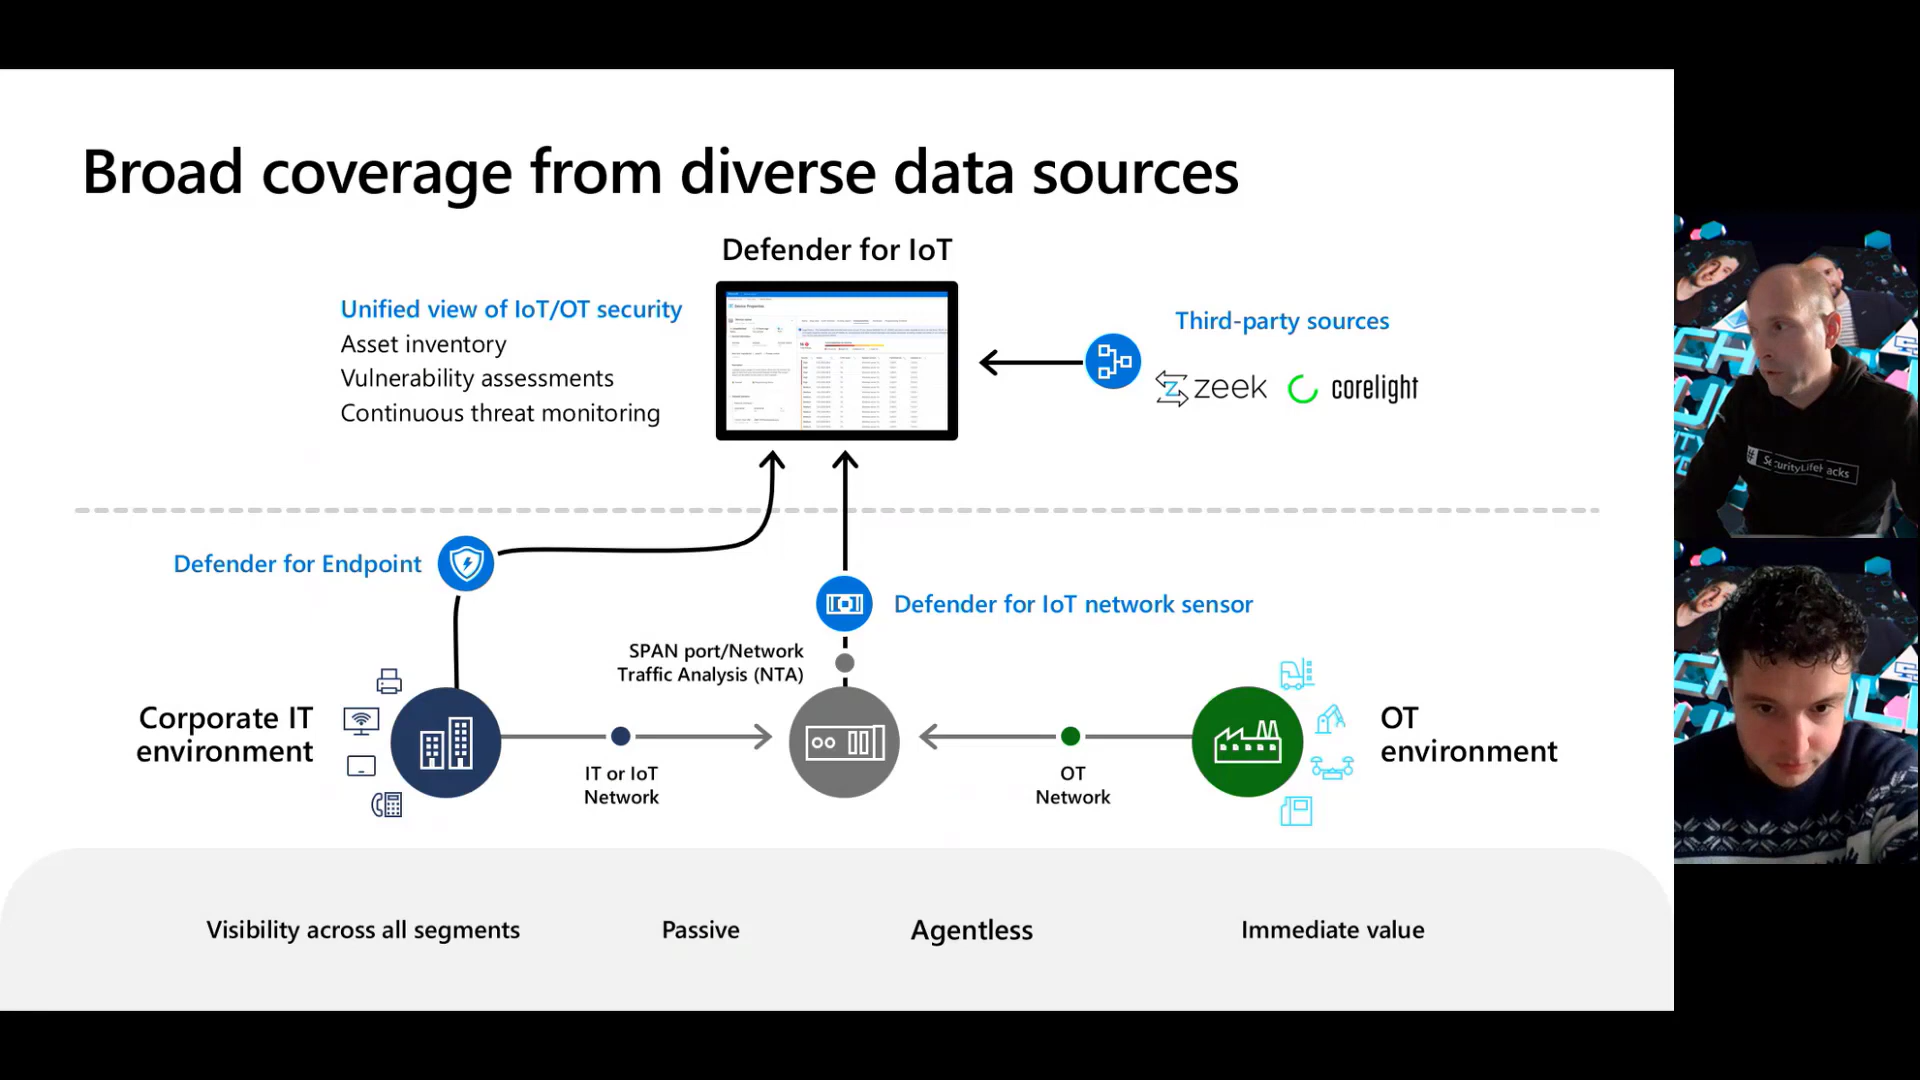 Broad coverage from diverse data sources
Defender for IoT
Unified view of IoT/OT security
Asset inventory
Vulnerability assessments
Continuous threat monitoring
Third-party sources
zeek
corelight
Defender for Endpoint
Defender for IoT network sensor
SPAN port/Network
Traffic Analysis (NTA)
Corporate IT
environment
IT or IoT
Network
OT
Network
OT
environment
Visibility across all segments
Passive
Agentless
Immediate value